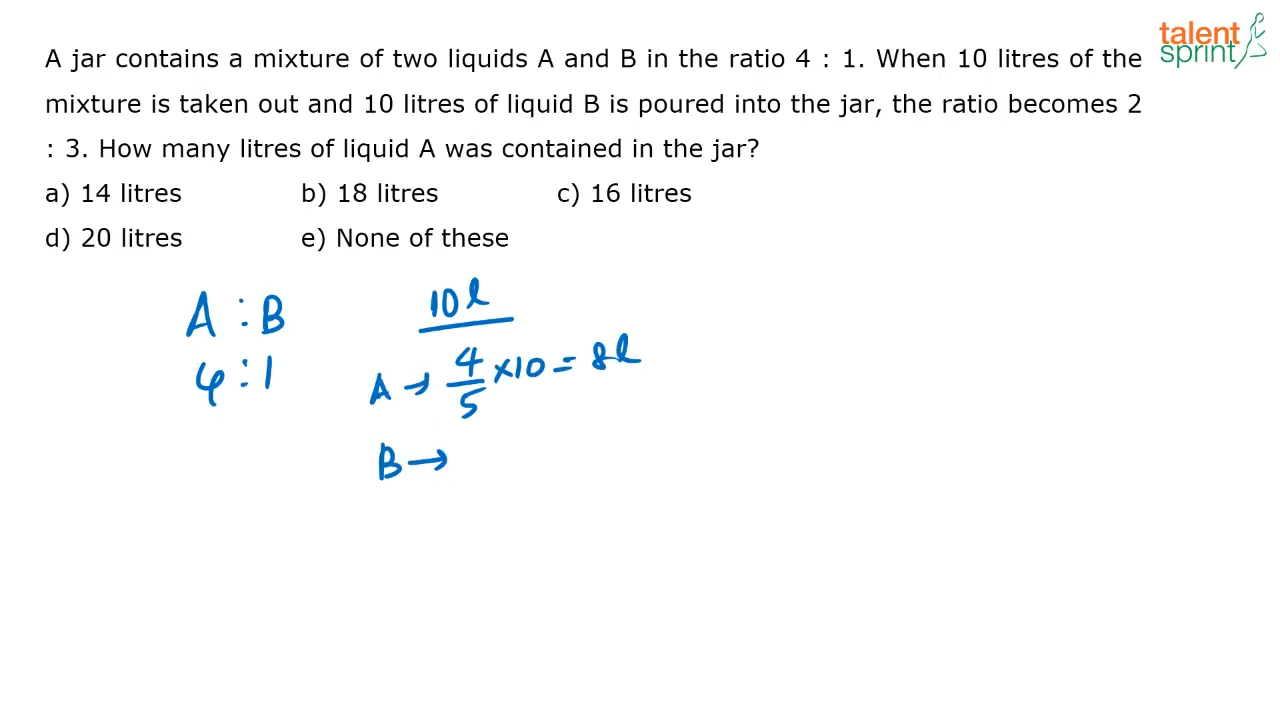 talent
sprint
A jar contains a mixture of two liquids A and B in the ratio 4 : 1. When 10 litres of the
mixture is taken out and 10 litres of liquid B is poured into the jar, the ratio becomes 2
: 3. How many litres of liquid A was contained in the jar?
a) 14 litres b) 18 litres c) 16 litres
d) 20 litres e) None of these
A : B 10 l
4 : 1 A → 4/5 × 10 = 8 l
B →